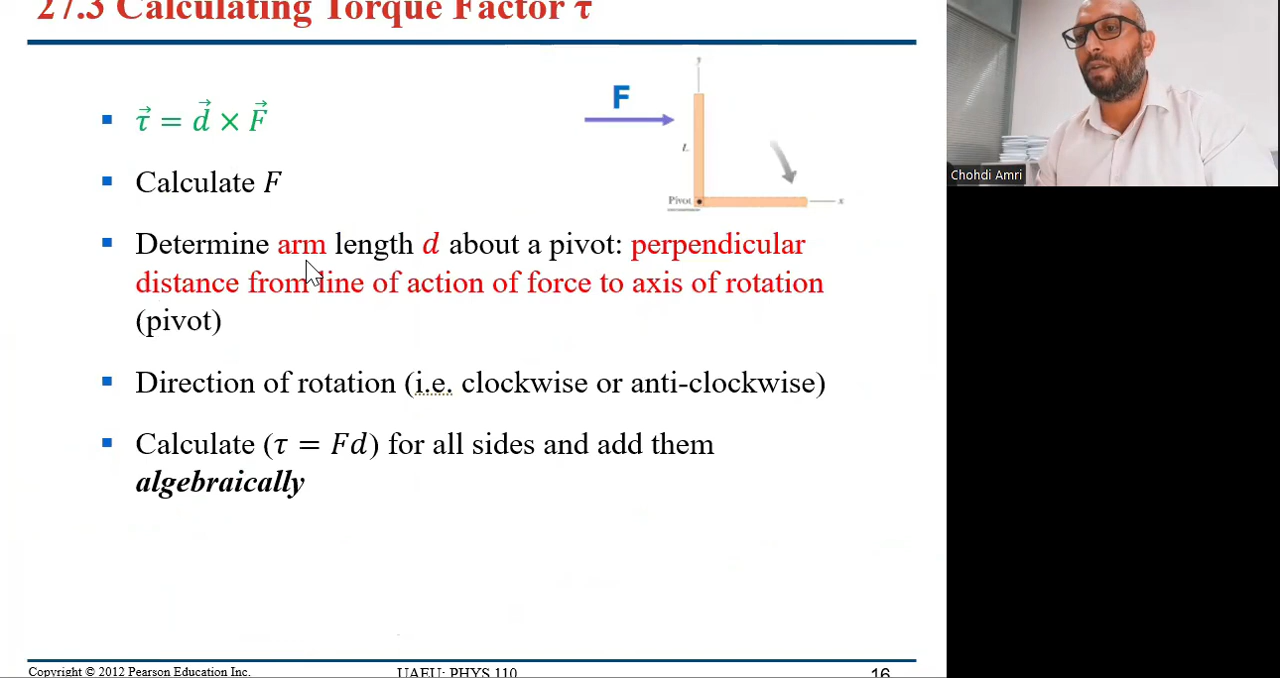 27.3 Calculating Torque Factor τ
F
y
L
Pivot
x
Chohdi Amri
▪ τ⃗ = d⃗ × F⃗
▪ Calculate F
▪ Determine arm length d about a pivot: perpendicular
distance from line of action of force to axis of rotation
(pivot)
▪ Direction of rotation (i.e. clockwise or anti-clockwise)
▪ Calculate (τ = Fd) for all sides and add them
algebraically
Copyright © 2012 Pearson Education Inc.
UAEU: PHYS 110
16